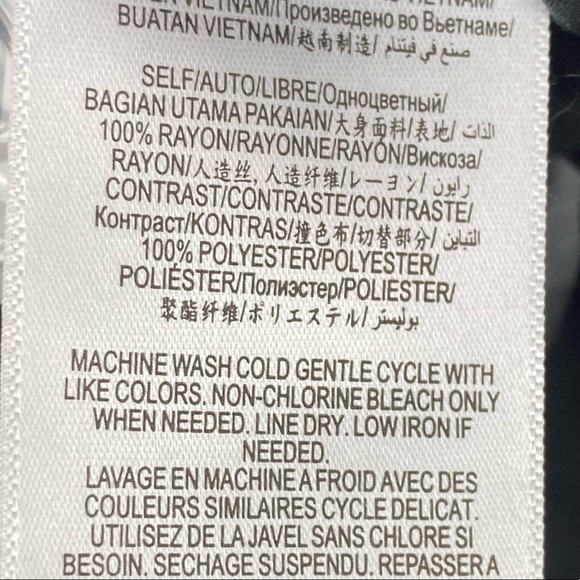 VIETNAM/Произведено во Вьетнаме/
BUATAN VIETNAM/越南制造/ صنع في فيتنام
SELF/AUTO/LIBRE/Одноцветный/
BAGIAN UTAMA PAKAIAN/大身面料/表地/ الذات
100% RAYON/RAYONNE/RAYÓN/Вискоза/
RAYON/人造丝, 人造纤维/レーヨン/ رايون
CONTRAST/CONTRASTE/CONTRASTE/
Контраст/KONTRAS/撞色布/切替部分/ التباين
100% POLYESTER/POLYESTER/
POLIÉSTER/Полиэстер/POLIESTER/
聚酯纤维/ポリエステル/ بوليستر
MACHINE WASH COLD GENTLE CYCLE WITH
LIKE COLORS. NON-CHLORINE BLEACH ONLY
WHEN NEEDED. LINE DRY. LOW IRON IF
NEEDED.
LAVAGE EN MACHINE A FROID AVEC DES
COULEURS SIMILAIRES CYCLE DELICAT.
UTILISEZ DE LA JAVEL SANS CHLORE SI
BESOIN. SECHAGE SUSPENDU. REPASSER A